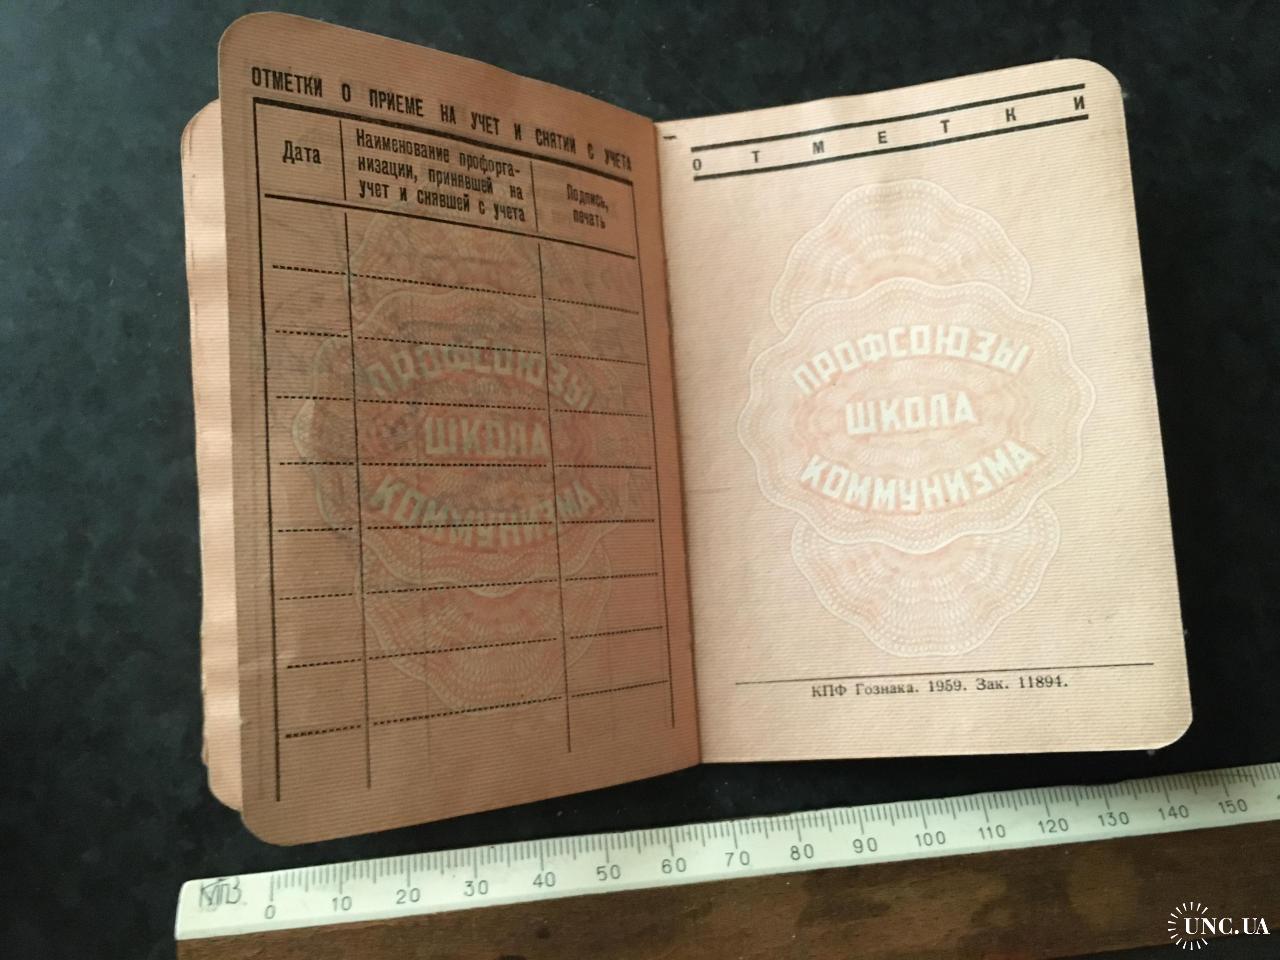 ОТМЕТКИ О ПРИЕМЕ НА УЧЕТ И СНЯТИИ С УЧЕТА
Дата
Наименование профорга-
низации, принявшей на
учет и снявшей с учета
Подпись,
печать
ПРОФСОЮЗЫ
ШКОЛА
КОММУНИЗМА
ОТМЕТКИ
ПРОФСОЮЗЫ
ШКОЛА
КОММУНИЗМА
КПФ Гознака. 1959. Зак. 11894.
0 10 20 30 40 50 60 70 80 90 100 110 120 130 140 150
UNC.UA